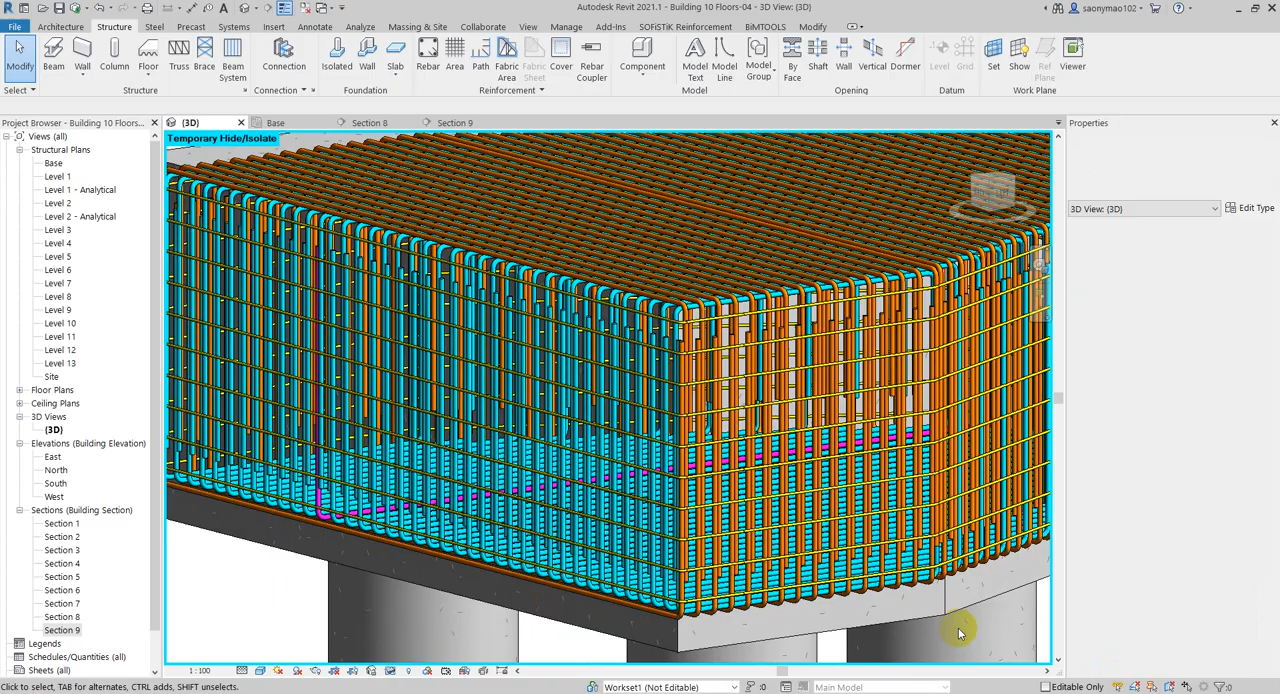 Autodesk Revit 2021.1 - Building 10 Floors-04 - 3D View: {3D}
saonymao102
File Architecture Structure Precast Systems Insert Annotate Analyze Massing & Site Collaborate View Manage Add-Ins SOFiSTiK Reinforcement BiMTOOLS Modify
Modify Beam Wall Column Floor Truss Brace Beam System Connection Isolated Wall Slab Rebar Area Path Fabric Area Fabric Sheet Cover Rebar Coupler Component Model Text Model Line Model Group By Face Shaft Wall Vertical Dormer Level Grid Set Show Ref Plane Viewer
Select Structure Connection Foundation Reinforcement Model Opening Datum Work Plane
Project Browser - Building 10 Floors...
{3D} Base Section 8 Section 9
Properties
Views (all)
Temporary Hide/Isolate
Structural Plans
Base
Level 1
Level 1 - Analytical
Level 2
3D View: {3D} Edit Type
Level 2 - Analytical
Level 3
Level 4
Level 5
Level 6
Level 7
Level 8
Level 9
Level 10
Level 11
Level 12
Level 13
Site
Floor Plans
Ceiling Plans
3D Views
{3D}
Elevations (Building Elevation)
East
North
South
West
Sections (Building Section)
Section 1
Section 2
Section 3
Section 4
Section 5
Section 6
Section 7
Section 8
Section 9
Legends
Schedules/Quantities (all)
Sheets (all)
1 : 100
Click to select, TAB for alternates, CTRL adds, SHIFT unselects.
Workset1 (Not Editable) :0 Main Model Editable Only :0